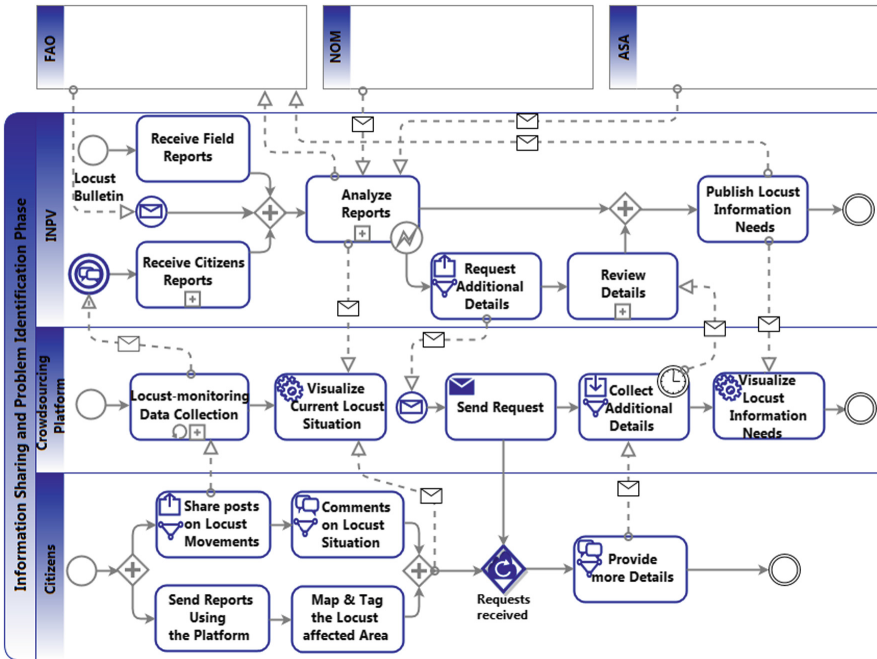 FAO
NOM
ASA
Information Sharing and Problem Identification Phase
INPV
Receive Field
Reports
Locust
Bulletin
Receive Citizens
Reports
Analyze
Reports
Request
Additional
Details
Review
Details
Publish Locust
Information
Needs
Crowdsourcing
Platform
Locust-monitoring
Data Collection
Visualize
Current Locust
Situation
Send Request
Collect
Additional
Details
Visualize
Locust
Information
Needs
Citizens
Share posts
on Locust
Movements
Comments
on Locust
Situation
Send Reports
Using
the Platform
Map & Tag
the Locust
affected Area
Requests
received
Provide
more Details